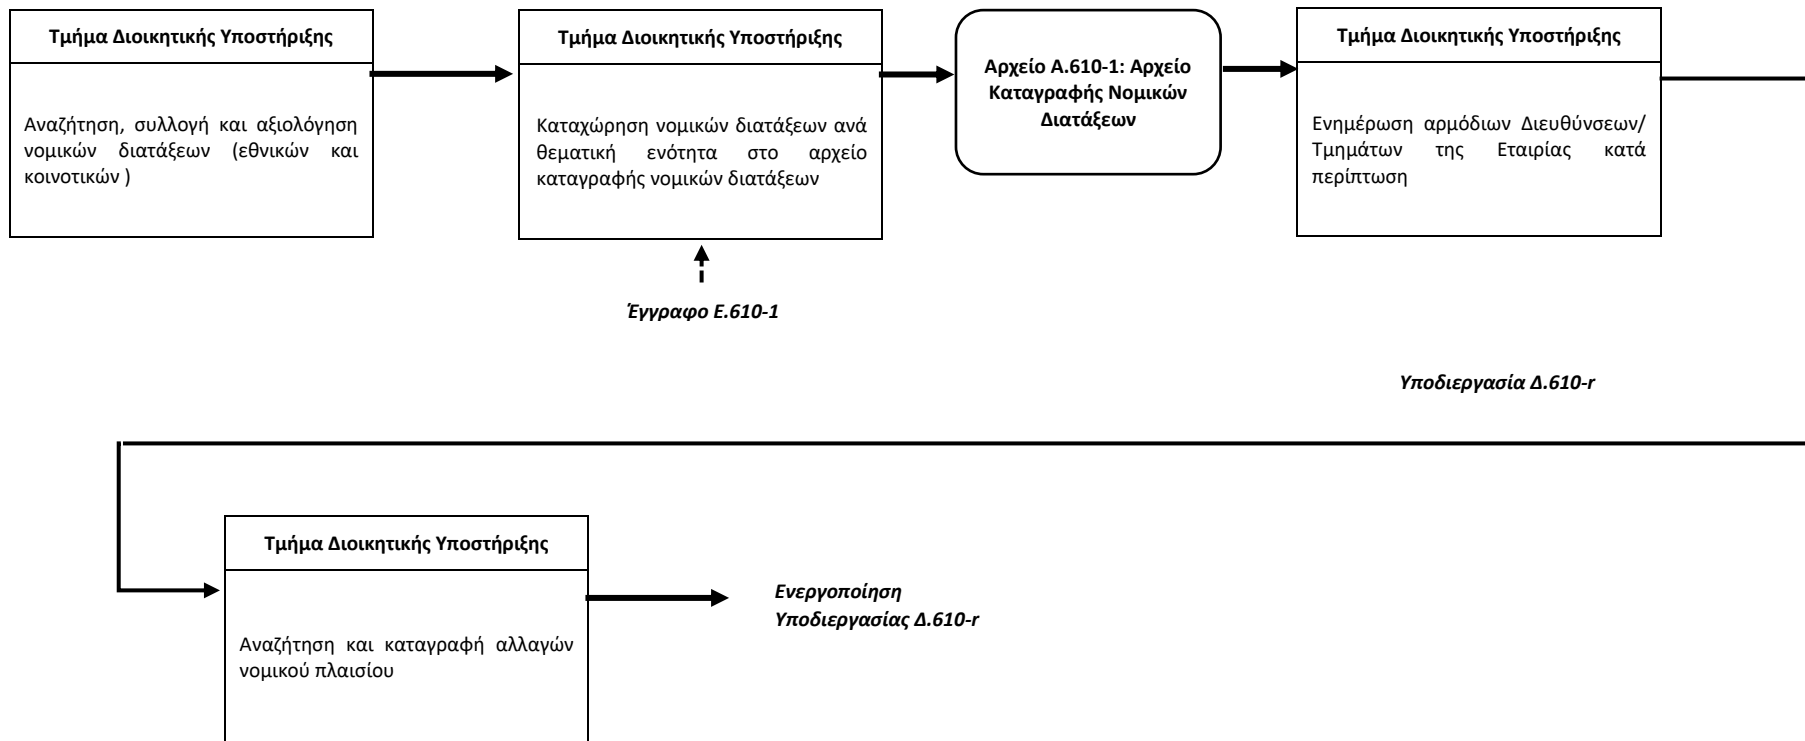 Τμήμα Διοικητικής Υποστήριξης
Αναζήτηση, συλλογή και αξιολόγηση
νομικών διατάξεων (εθνικών και
κοινοτικών )
Τμήμα Διοικητικής Υποστήριξης
Καταχώρηση νομικών διατάξεων ανά
θεματική ενότητα στο αρχείο
καταγραφής νομικών διατάξεων
Έγγραφο Ε.610-1
Αρχείο Α.610-1: Αρχείο
Καταγραφής Νομικών
Διατάξεων
Τμήμα Διοικητικής Υποστήριξης
Ενημέρωση αρμόδιων Διευθύνσεων/
Τμημάτων της Εταιρίας κατά
περίπτωση
Υποδιεργασία Δ.610-r
Τμήμα Διοικητικής Υποστήριξης
Αναζήτηση και καταγραφή αλλαγών
νομικού πλαισίου
Ενεργοποίηση
Υποδιεργασίας Δ.610-r